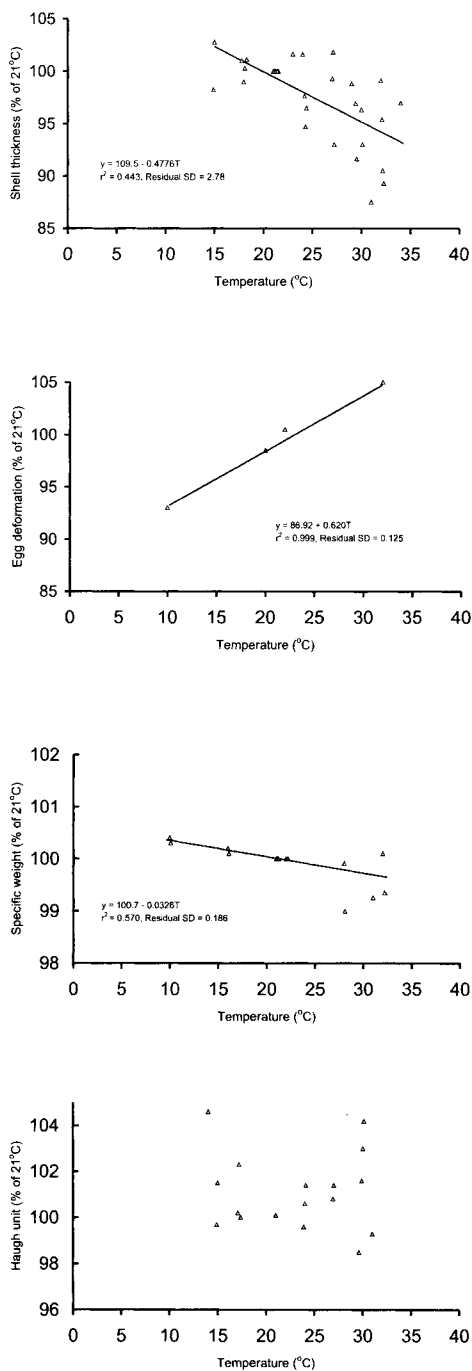 Shell thickness (% of 21°C)
105
100
95
90
85
y = 109.5 - 0.4776T
r² = 0.443, Residual SD = 2.78
0 5 10 15 20 25 30 35 40
Temperature (°C)
Egg deformation (% of 21°C)
105
100
95
90
85
y = 86.92 + 0.620T
r² = 0.999, Residual SD = 0.125
0 5 10 15 20 25 30 35 40
Temperature (°C)
Specific weight (% of 21°C)
102
101
100
99
98
y = 100.7 - 0.0326T
r² = 0.570, Residual SD = 0.186
0 5 10 15 20 25 30 35 40
Temperature (°C)
Haugh unit (% of 21°C)
104
102
100
98
96
0 5 10 15 20 25 30 35 40
Temperature (°C)